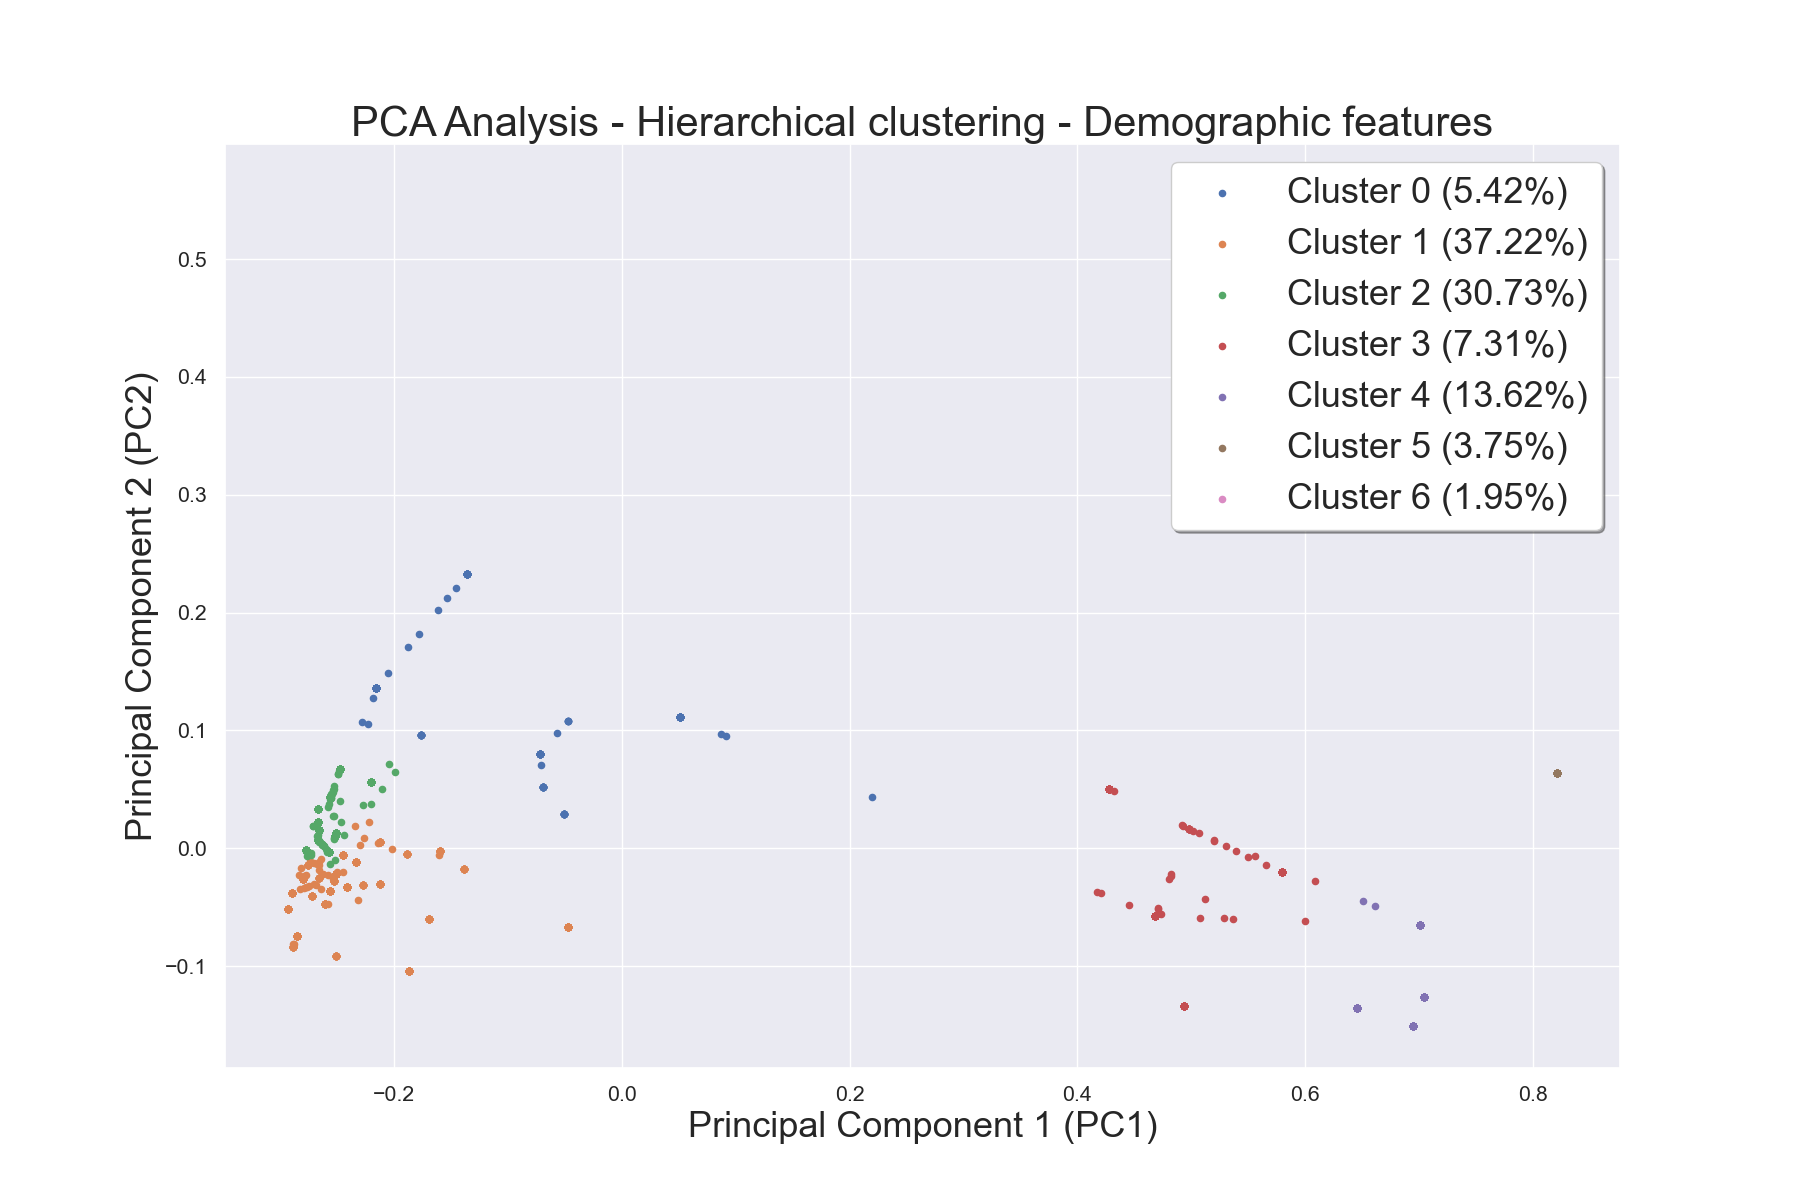 PCA Analysis - Hierarchical clustering - Demographic features
Cluster 0 (5.42%)
Cluster 1 (37.22%)
Cluster 2 (30.73%)
Cluster 3 (7.31%)
Cluster 4 (13.62%)
Cluster 5 (3.75%)
Cluster 6 (1.95%)
Principal Component 2 (PC2)
0.5
0.4
0.3
0.2
0.1
0.0
−0.1
−0.2
0.0
0.2
0.4
0.6
0.8
Principal Component 1 (PC1)